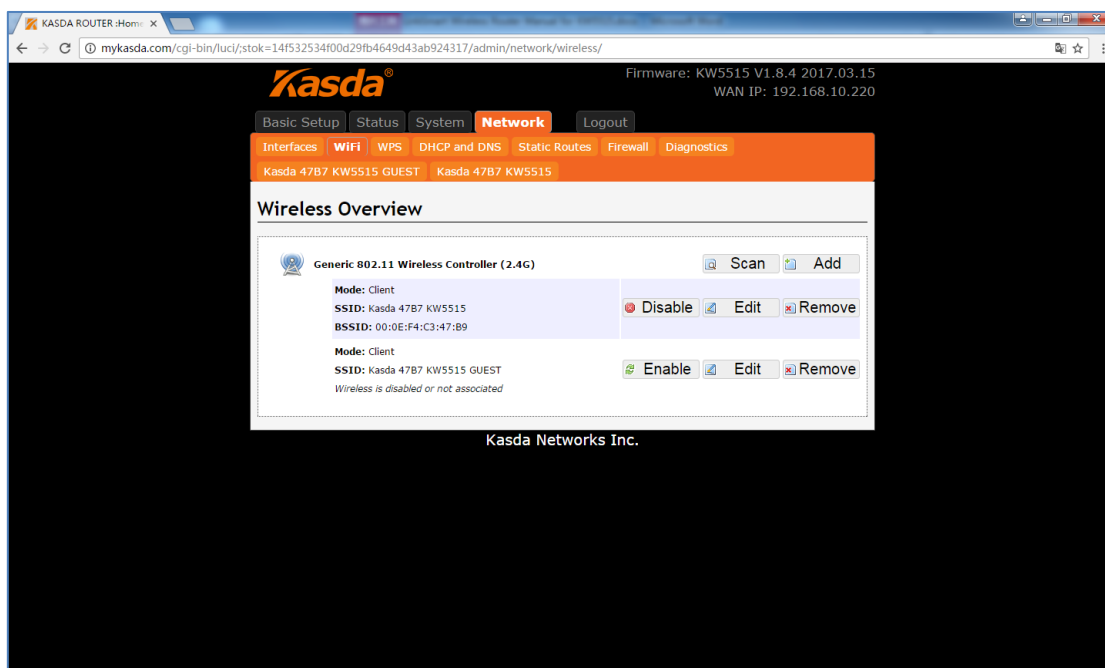 KASDA ROUTER :Home
mykasda.com/cgi-bin/luci/;stok=14f532534f00d29fb4649d43ab924317/admin/network/wireless/
Kasda®
Firmware: KW5515 V1.8.4 2017.03.15
WAN IP: 192.168.10.220
Basic Setup Status System Network Logout
Interfaces WiFi WPS DHCP and DNS Static Routes Firewall Diagnostics
Kasda 47B7 KW5515 GUEST Kasda 47B7 KW5515
Wireless Overview
Generic 802.11 Wireless Controller (2.4G) Scan Add
Mode: Client
SSID: Kasda 47B7 KW5515 Disable Edit Remove
BSSID: 00:0E:F4:C3:47:B9
Mode: Client
SSID: Kasda 47B7 KW5515 GUEST Enable Edit Remove
Wireless is disabled or not associated
Kasda Networks Inc.